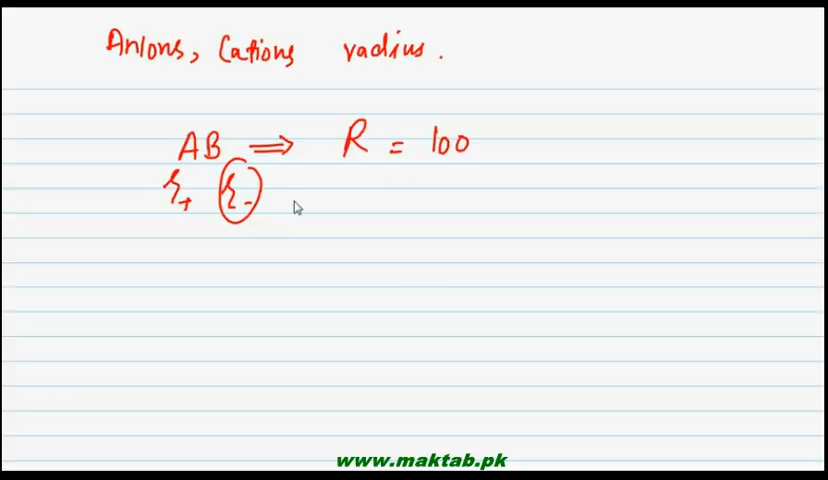 Anions, Cations radius.
AB ⟹ R = 100
r+ r-
www.maktab.pk